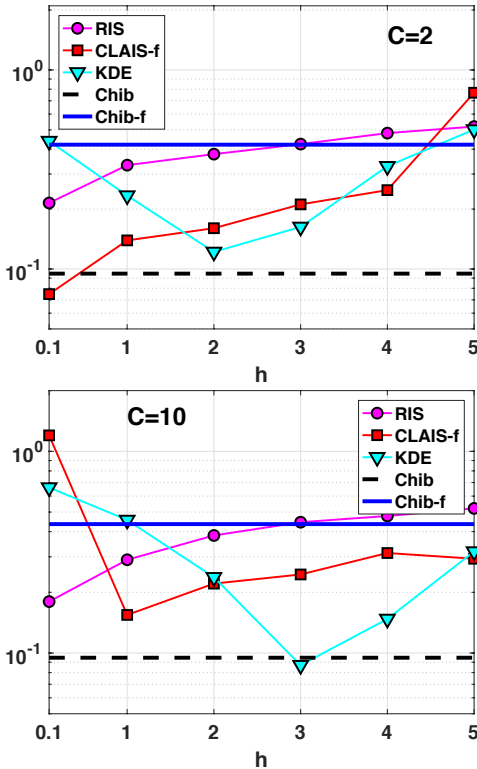 C=2
RIS
CLAIS-f
KDE
Chib
Chib-f
10^0
10^-1
0.1 1 2 3 4 5
h
C=10
RIS
CLAIS-f
KDE
Chib
Chib-f
10^0
10^-1
0.1 1 2 3 4 5
h